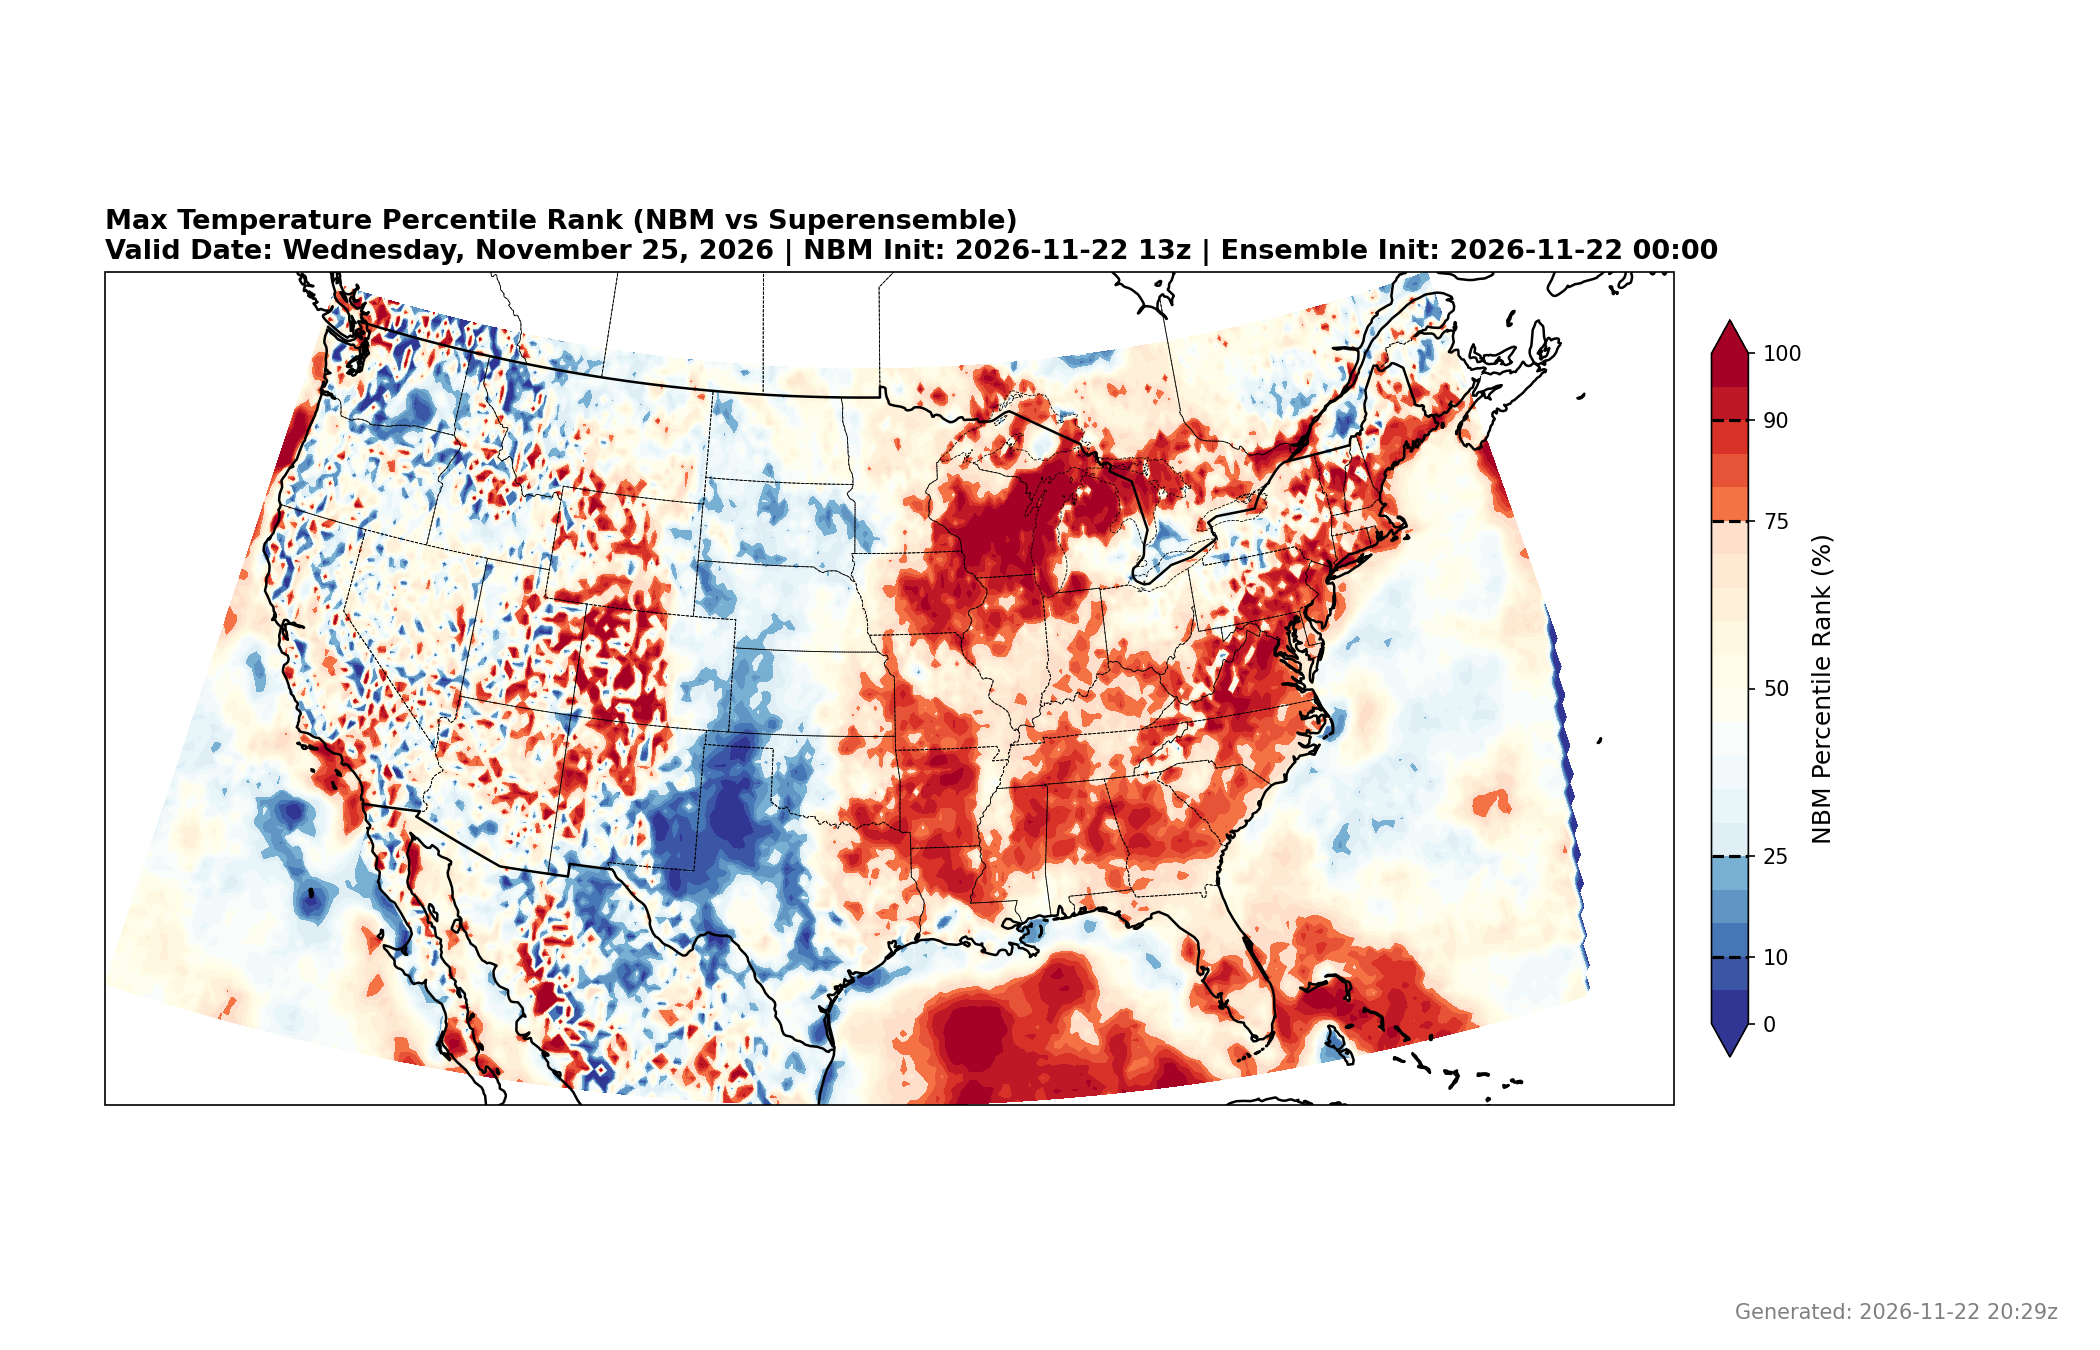 Max Temperature Percentile Rank (NBM vs Superensemble)
Valid Date: Wednesday, November 25, 2026 | NBM Init: 2026-11-22 13z | Ensemble Init: 2026-11-22 00:00
100
90
75
50
25
10
0
NBM Percentile Rank (%)
Generated: 2026-11-22 20:29z